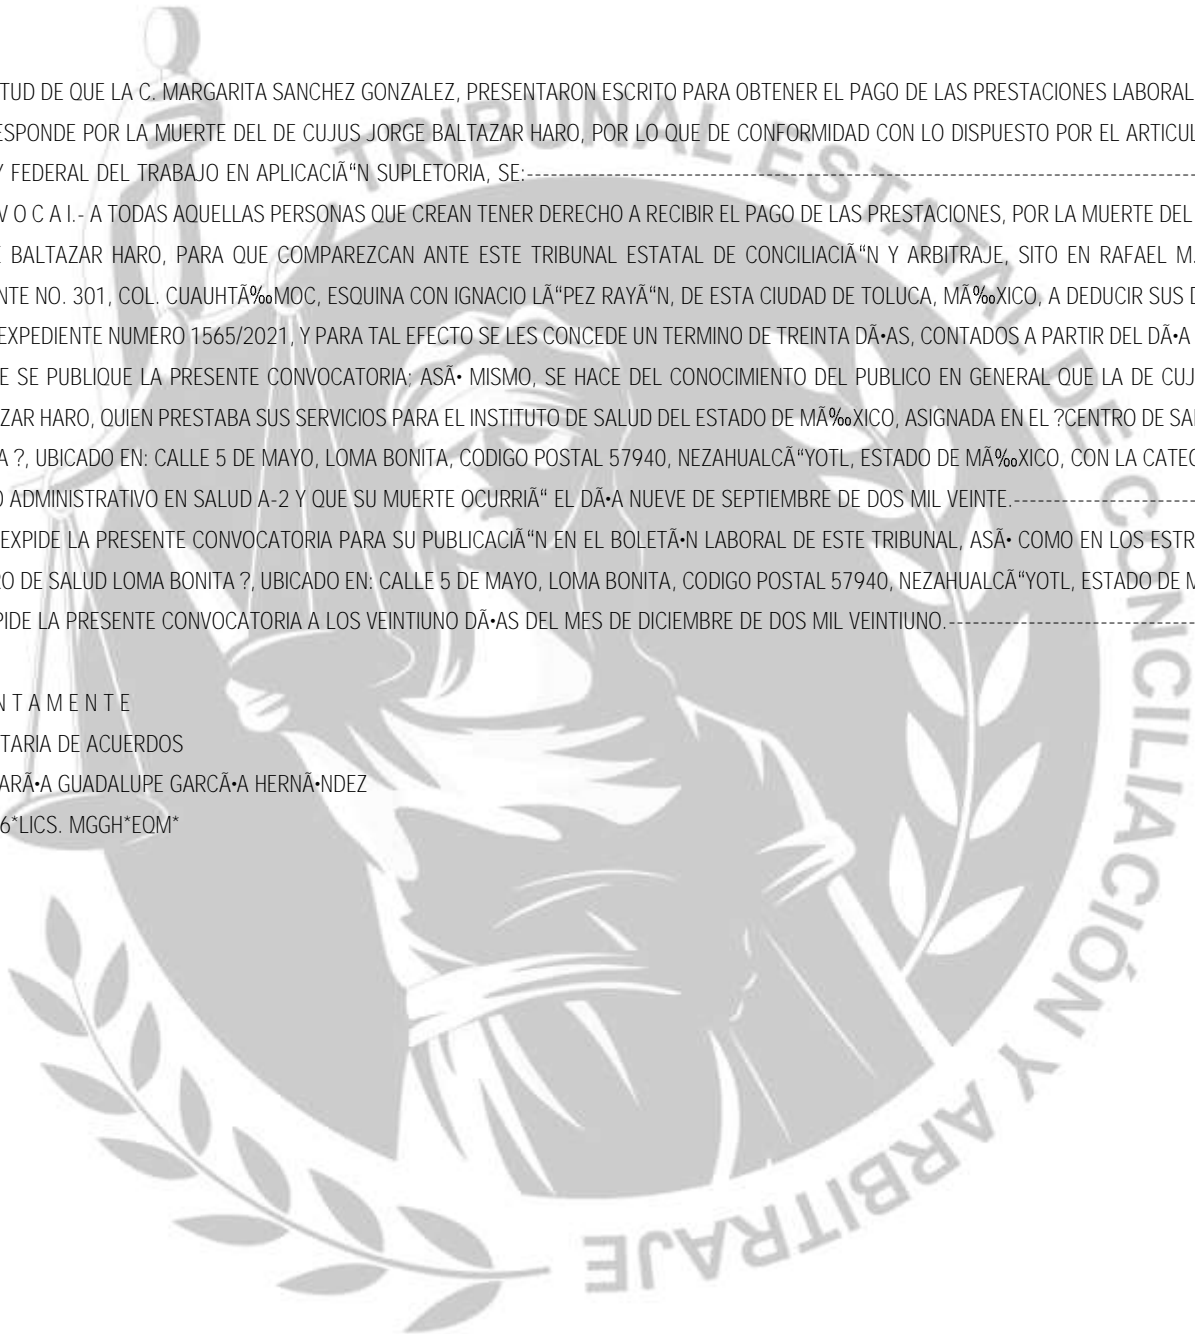 TUD DE QUE LA C. MARGARITA SANCHEZ GONZALEZ, PRESENTARON ESCRITO PARA OBTENER EL PAGO DE LAS PRESTACIONES LABORAL
ESPONDE POR LA MUERTE DEL DE CUJUS JORGE BALTAZAR HARO, POR LO QUE DE CONFORMIDAD CON LO DISPUESTO POR EL ARTICUL
Y FEDERAL DEL TRABAJO EN APLICACIÃ“N SUPLETORIA, SE:------------------------------------------------------------------------------------
V O C A I.- A TODAS AQUELLAS PERSONAS QUE CREAN TENER DERECHO A RECIBIR EL PAGO DE LAS PRESTACIONES, POR LA MUERTE DEL
E BALTAZAR HARO, PARA QUE COMPAREZCAN ANTE ESTE TRIBUNAL ESTATAL DE CONCILIACIÃ“N Y ARBITRAJE, SITO EN RAFAEL M.
NTE NO. 301, COL. CUAUHTÃ‰MOC, ESQUINA CON IGNACIO LÃ“PEZ RAYÃ“N, DE ESTA CIUDAD DE TOLUCA, MÃ‰XICO, A DEDUCIR SUS D
EXPEDIENTE NUMERO 1565/2021, Y PARA TAL EFECTO SE LES CONCEDE UN TERMINO DE TREINTA DÃ•AS, CONTADOS A PARTIR DEL DÃ•A
E SE PUBLIQUE LA PRESENTE CONVOCATORIA; ASÃ• MISMO, SE HACE DEL CONOCIMIENTO DEL PUBLICO EN GENERAL QUE LA DE CUJ
ZAR HARO, QUIEN PRESTABA SUS SERVICIOS PARA EL INSTITUTO DE SALUD DEL ESTADO DE MÃ‰XICO, ASIGNADA EN EL ?CENTRO DE SA
A ?, UBICADO EN: CALLE 5 DE MAYO, LOMA BONITA, CODIGO POSTAL 57940, NEZAHUALCÃ“YOTL, ESTADO DE MÃ‰XICO, CON LA CATE
O ADMINISTRATIVO EN SALUD A-2 Y QUE SU MUERTE OCURRIÃ“ EL DÃ•A NUEVE DE SEPTIEMBRE DE DOS MIL VEINTE.------------------------
EXPIDE LA PRESENTE CONVOCATORIA PARA SU PUBLICACIÃ“N EN EL BOLETÃ•N LABORAL DE ESTE TRIBUNAL, ASÃ• COMO EN LOS ESTR
RO DE SALUD LOMA BONITA ?, UBICADO EN: CALLE 5 DE MAYO, LOMA BONITA, CODIGO POSTAL 57940, NEZAHUALCÃ“YOTL, ESTADO DE M
PIDE LA PRESENTE CONVOCATORIA A LOS VEINTIUNO DÃ•AS DEL MES DE DICIEMBRE DE DOS MIL VEINTIUNO.--------------------------------
N T A M E N T E
TARIA DE ACUERDOS
ARÃ•A GUADALUPE GARCÃ•A HERNÃ•NDEZ
6*LICS. MGGH*EQM*
TRIBUNAL ESTATAL DE CONCILIACIÓN Y ARBITRAJE